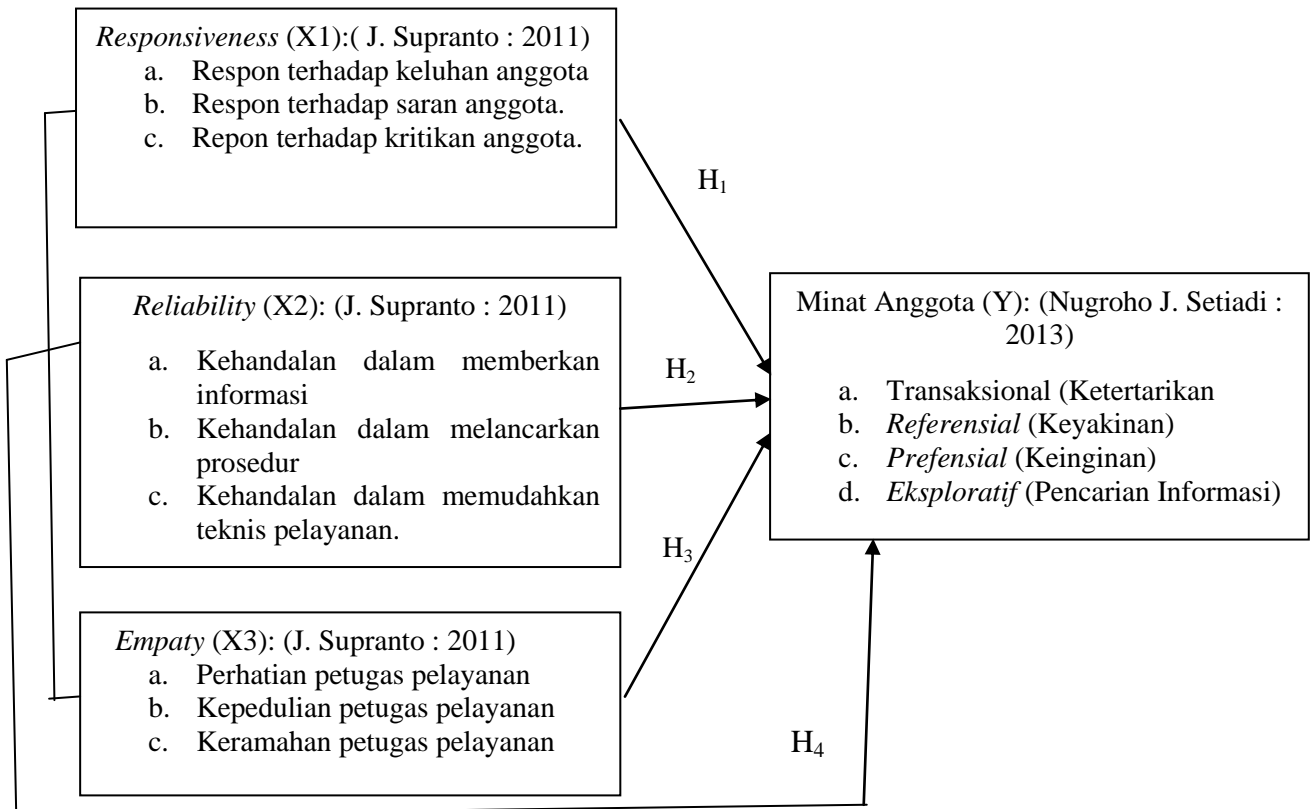 Responsiveness (X1):( J. Supranto : 2011)
a. Respon terhadap keluhan anggota
b. Respon terhadap saran anggota.
c. Repon terhadap kritikan anggota.
H1
Reliability (X2): (J. Supranto : 2011)
a. Kehandalan dalam memberkan
informasi
b. Kehandalan dalam melancarkan
prosedur
c. Kehandalan dalam memudahkan
teknis pelayanan.
H2
Minat Anggota (Y): (Nugroho J. Setiadi :
2013)
a. Transaksional (Ketertarikan
b. Referensial (Keyakinan)
c. Prefensial (Keinginan)
d. Eksploratif (Pencarian Informasi)
H3
Empaty (X3): (J. Supranto : 2011)
a. Perhatian petugas pelayanan
b. Kepedulian petugas pelayanan
c. Keramahan petugas pelayanan
H4